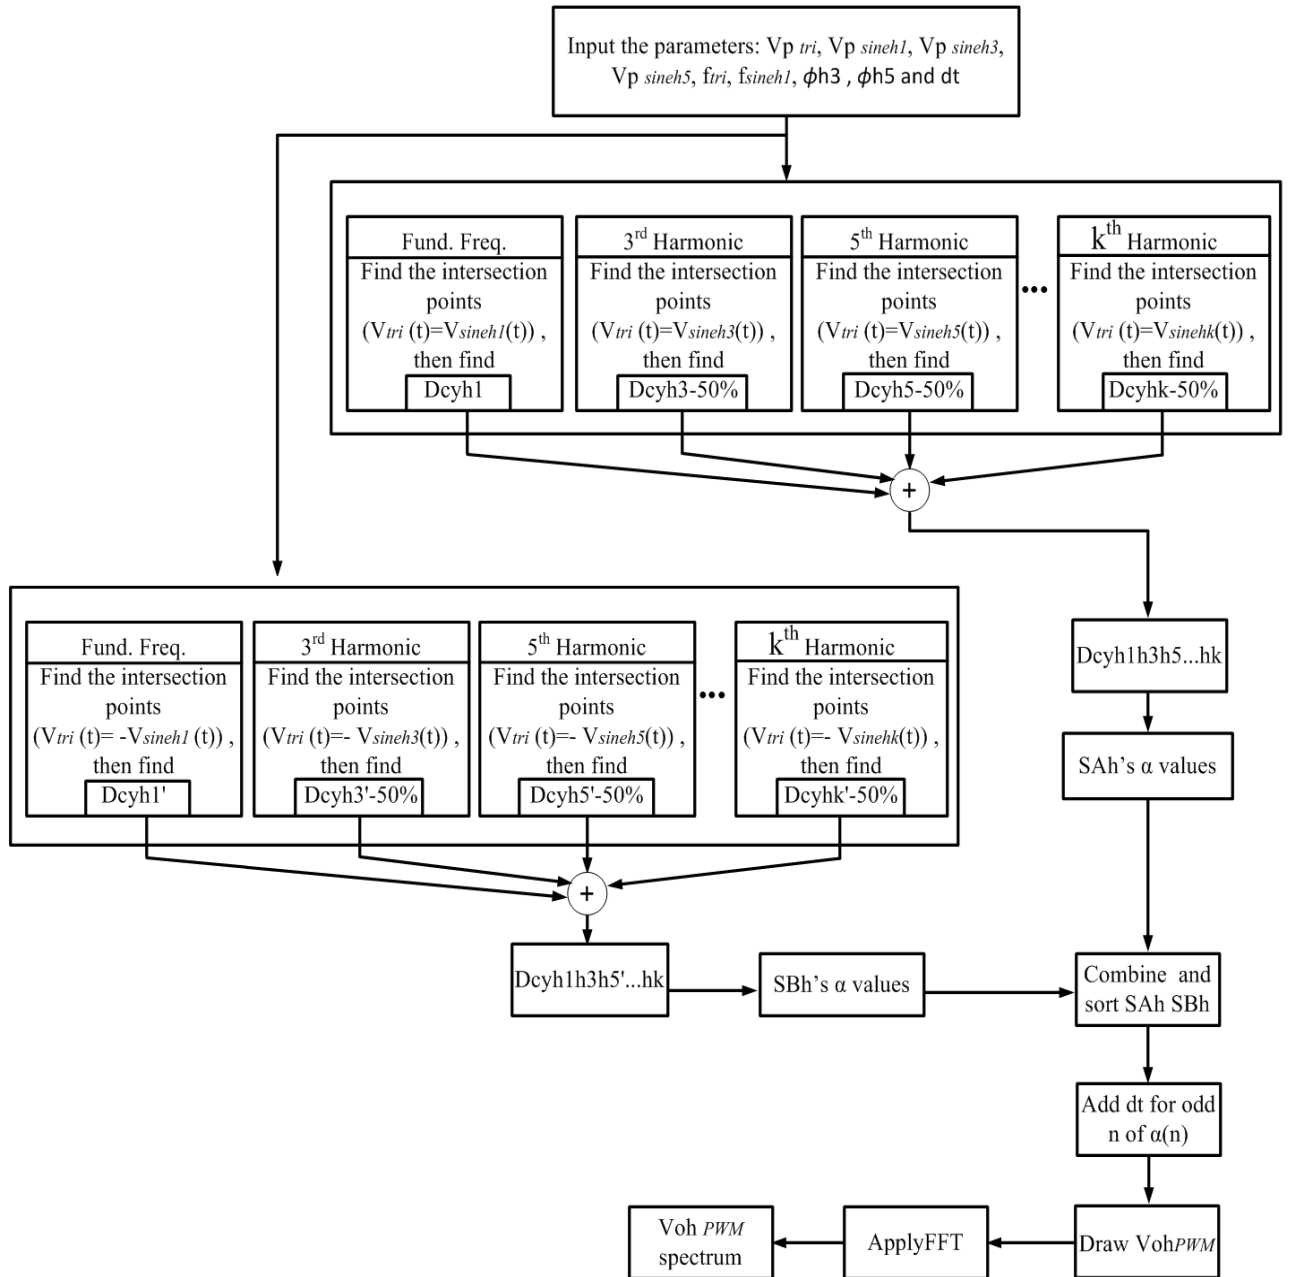 Input the parameters: Vp tri, Vp sineh1, Vp sineh3,
Vp sineh5, ftri, fsineh1, ϕh3 , ϕh5 and dt
Fund. Freq.
Find the intersection
points
(Vtri (t)=Vsineh1(t)) ,
then find
Dcyh1
3rd Harmonic
Find the intersection
points
(Vtri (t)=Vsineh3(t)) ,
then find
Dcyh3-50%
5th Harmonic
Find the intersection
points
(Vtri (t)=Vsineh5(t)) ,
then find
Dcyh5-50%
...
kth Harmonic
Find the intersection
points
(Vtri (t)=Vsinehk(t)) ,
then find
Dcyhk-50%
+
Dcyh1h3h5...hk
SAh's α values
Fund. Freq.
Find the intersection
points
(Vtri (t)= -Vsineh1 (t)) ,
then find
Dcyh1'
3rd Harmonic
Find the intersection
points
(Vtri (t)=- Vsineh3(t)) ,
then find
Dcyh3'-50%
5th Harmonic
Find the intersection
points
(Vtri (t)=- Vsineh5(t)) ,
then find
Dcyh5'-50%
...
kth Harmonic
Find the intersection
points
(Vtri (t)=- Vsinehk(t)) ,
then find
Dcyhk'-50%
+
Dcyh1h3h5'...hk
SBh's α values
Combine and
sort SAh SBh
Add dt for odd
n of α(n)
Draw VohPWM
ApplyFFT
Voh PWM
spectrum